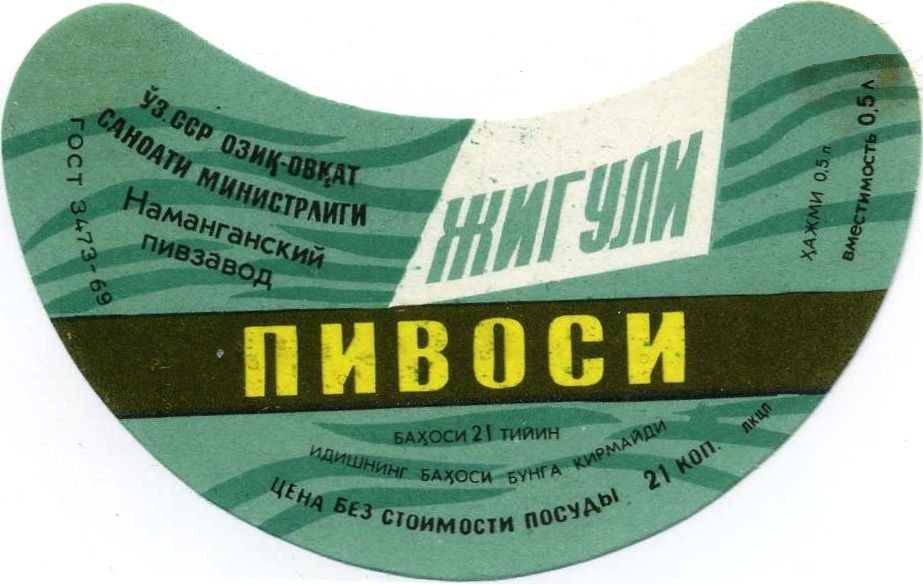 ЎЗ.ССР ОЗИҚ-ОВҚАТ
САНОАТИ МИНИСТРЛИГИ
Наманганский
пивзавод
ГОСТ 3473-69
ЖИГУЛИ
ҲАЖМИ 0,5 л
вместимость 0,5 л
ПИВОСИ
БАҲОСИ 21 ТИЙИН
ИДИШНИНГ БАҲОСИ БУНГА КИРМАЙДИ
ЦЕНА БЕЗ СТОИМОСТИ ПОСУДЫ 21 КОП.
ЛКЦП